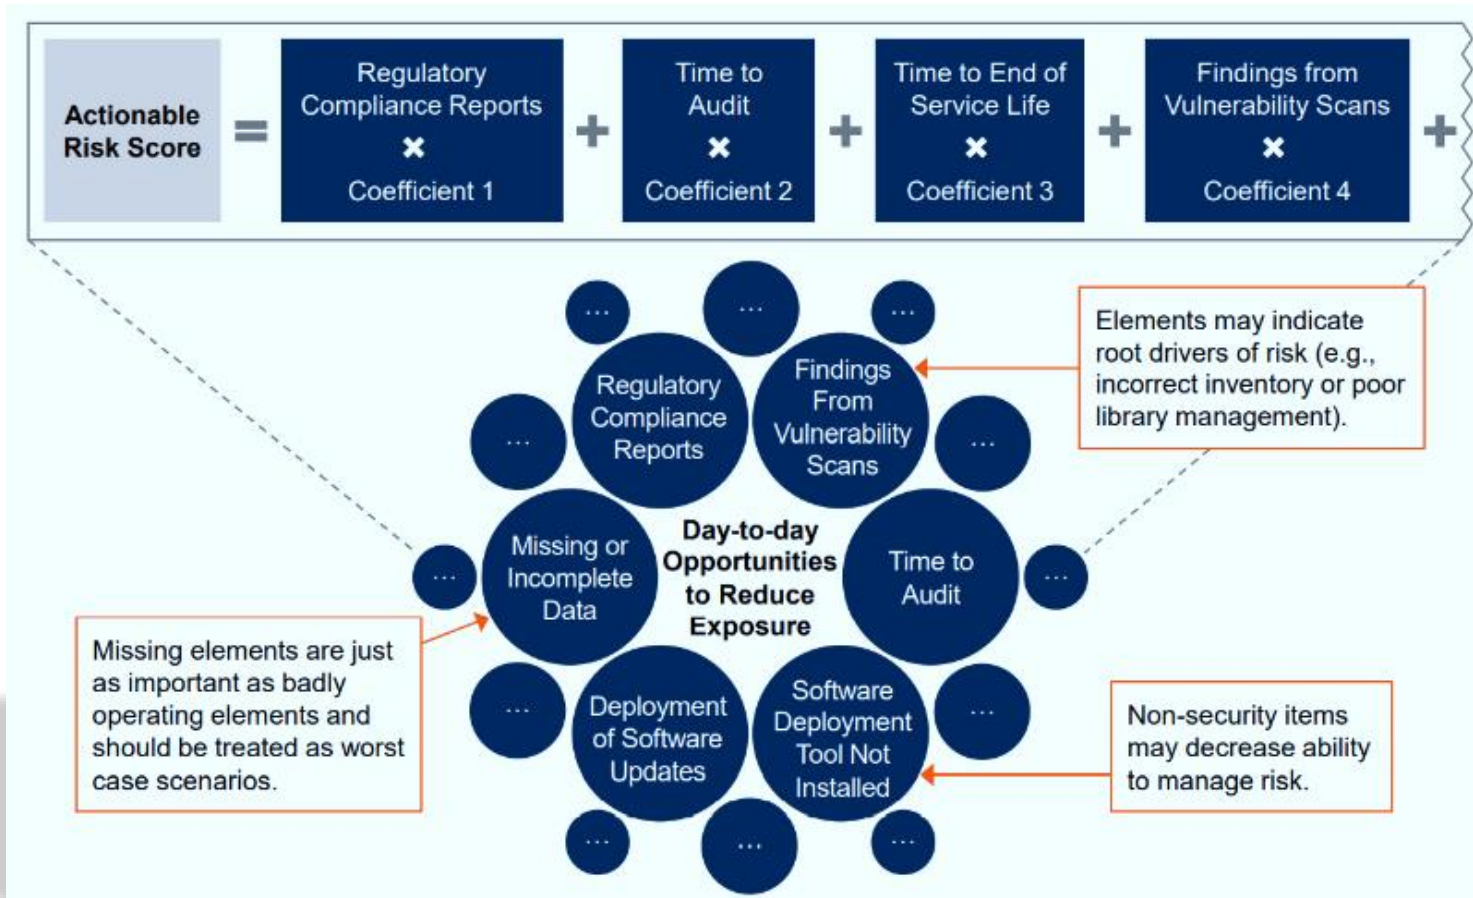 Actionable
Risk Score
=
Regulatory
Compliance Reports
×
Coefficient 1
+
Time to
Audit
×
Coefficient 2
+
Time to End of
Service Life
×
Coefficient 3
+
Findings from
Vulnerability Scans
×
Coefficient 4
+
...
...
...
Elements may indicate
root drivers of risk (e.g.,
incorrect inventory or poor
library management).
Regulatory
Compliance
Reports
Findings
From
Vulnerability
Scans
...
...
Missing or
Incomplete
Data
Day-to-day
Opportunities
to Reduce
Exposure
Time to
Audit
...
...
Missing elements are just
as important as badly
operating elements and
should be treated as worst
case scenarios.
Deployment
of Software
Updates
Software
Deployment
Tool Not
Installed
Non-security items
may decrease ability
to manage risk.
...
...
...
...
...